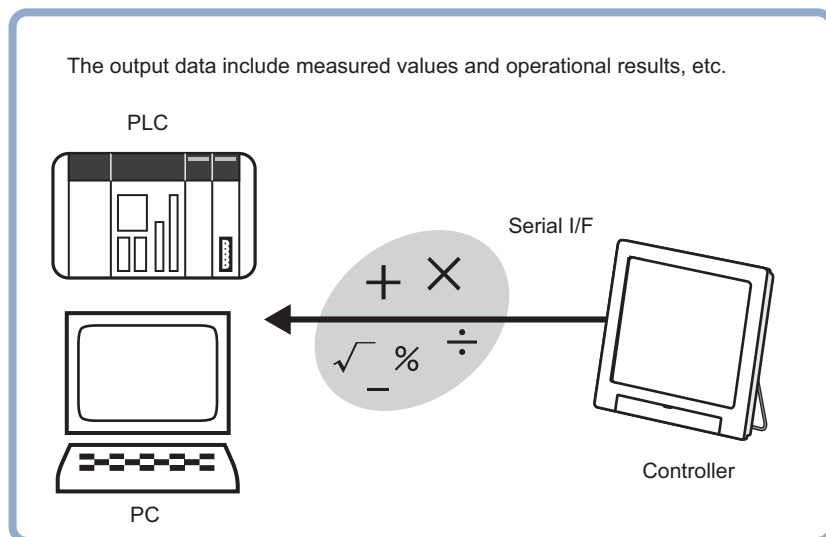 The output data include measured values and operational results, etc.
PLC
Serial I/F
+ ×
√ % ÷
−
Controller
PC